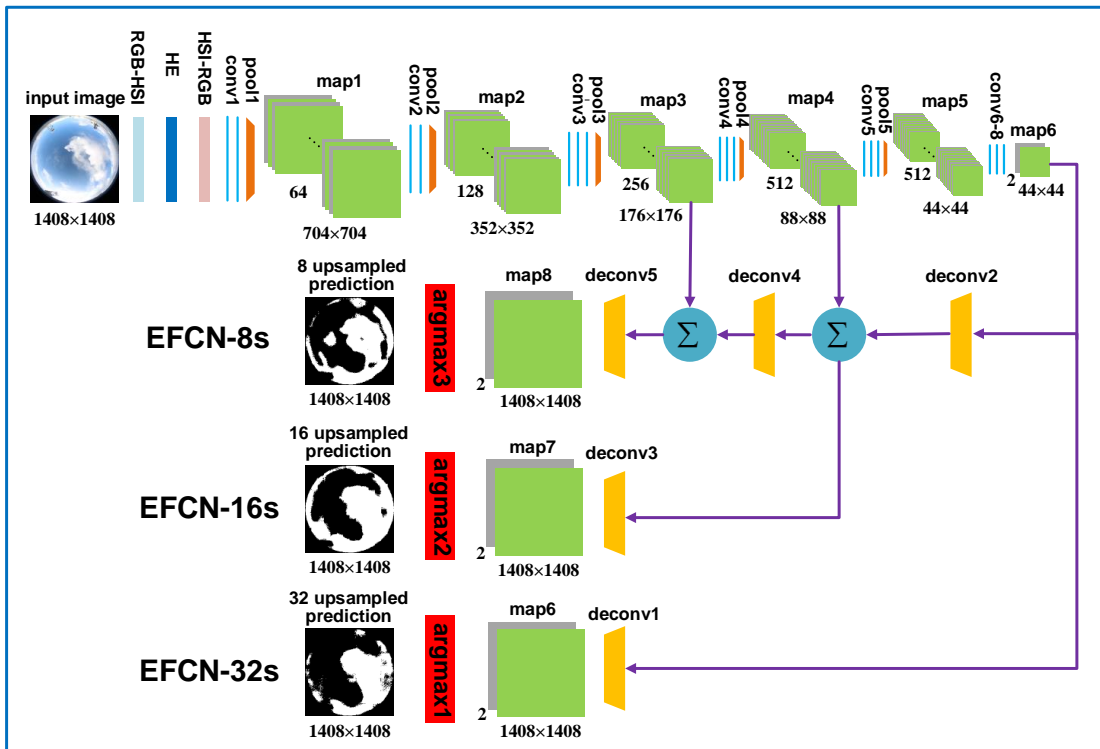 input image
1408×1408
RGB-HSI
HE
HSI-RGB
conv1
pool1
map1
64
704×704
conv2
pool2
map2
128
352×352
conv3
pool3
map3
256
176×176
conv4
pool4
map4
512
88×88
conv5
pool5
map5
512
44×44
conv6-8
map6
2
44×44
EFCN-8s
8 upsampled
prediction
1408×1408
argmax3
map8
2
1408×1408
deconv5
Σ
deconv4
Σ
deconv2
EFCN-16s
16 upsampled
prediction
1408×1408
argmax2
map7
2
1408×1408
deconv3
EFCN-32s
32 upsampled
prediction
1408×1408
argmax1
map6
2
1408×1408
deconv1